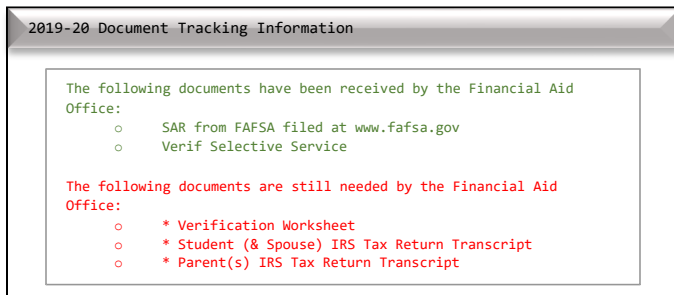 2019-20 Document Tracking Information
The following documents have been received by the Financial Aid
Office:
o SAR from FAFSA filed at www.fafsa.gov
o Verif Selective Service
The following documents are still needed by the Financial Aid
Office:
o * Verification Worksheet
o * Student (& Spouse) IRS Tax Return Transcript
o * Parent(s) IRS Tax Return Transcript